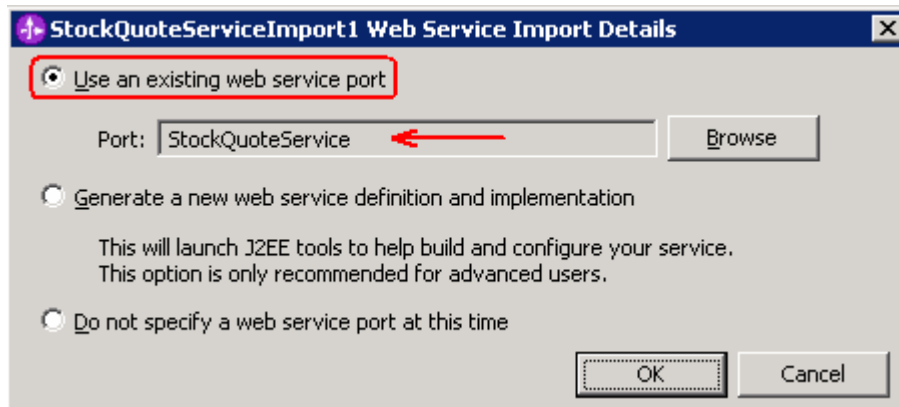 StockQuoteServiceImport1 Web Service Import Details
Use an existing web service port
Port: StockQuoteService Browse
Generate a new web service definition and implementation
This will launch J2EE tools to help build and configure your service.
This option is only recommended for advanced users.
Do not specify a web service port at this time
OK Cancel